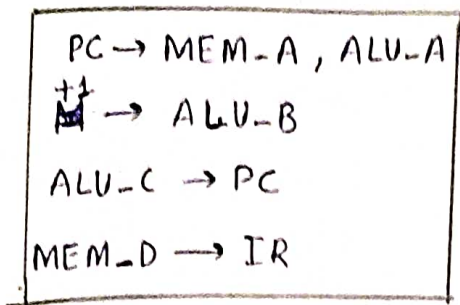 PC → MEM_A, ALU_A
+1 → ALU_B
ALU_C → PC
MEM_D → IR